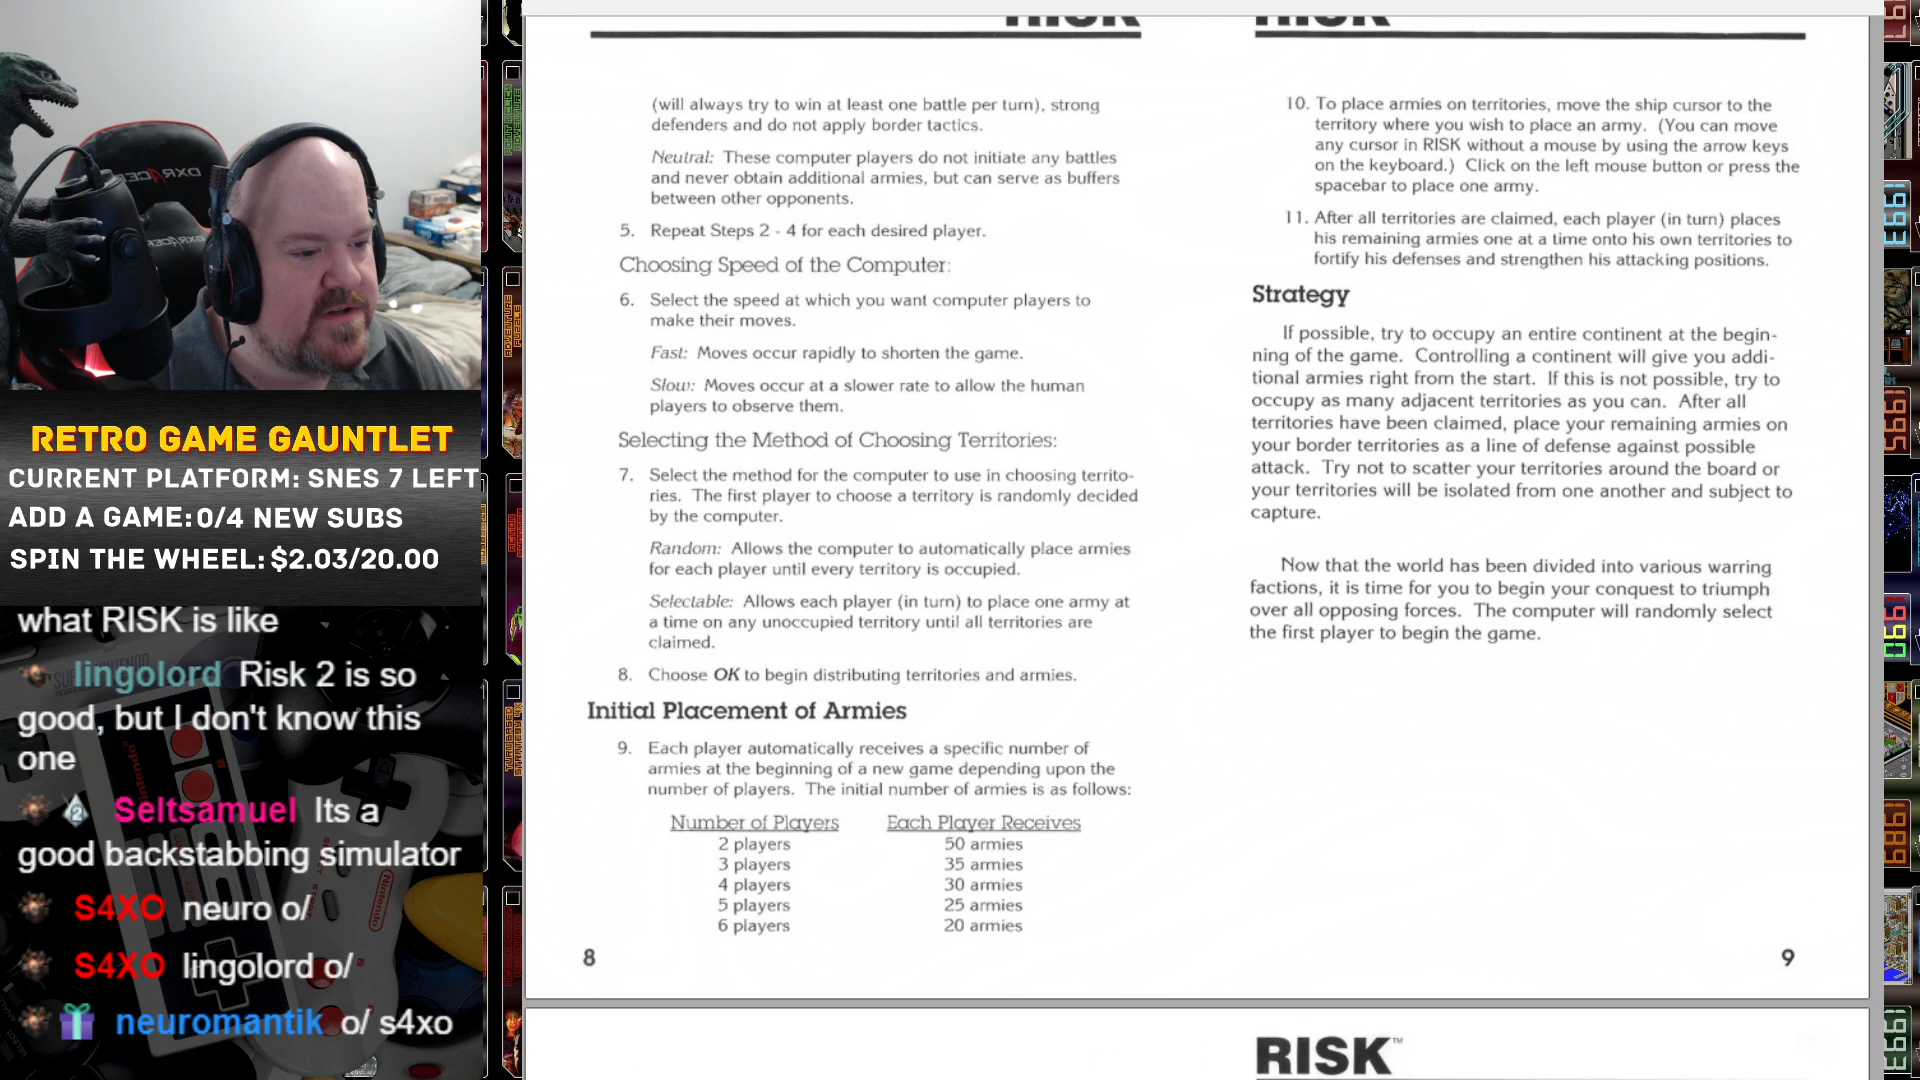 RISK
RISK
(will always try to win at least one battle per turn), strong
defenders and do not apply border tactics.
Neutral: These computer players do not initiate any battles
and never obtain additional armies, but can serve as buffers
between other opponents.
5. Repeat Steps 2 - 4 for each desired player.
Choosing Speed of the Computer:
6. Select the speed at which you want computer players to
make their moves.
Fast: Moves occur rapidly to shorten the game.
Slow: Moves occur at a slower rate to allow the human
players to observe them.
Selecting the Method of Choosing Territories:
7. Select the method for the computer to use in choosing territo-
ries. The first player to choose a territory is randomly decided
by the computer.
Random: Allows the computer to automatically place armies
for each player until every territory is occupied.
Selectable: Allows each player (in turn) to place one army at
a time on any unoccupied territory until all territories are
claimed.
8. Choose OK to begin distributing territories and armies.
Initial Placement of Armies
9. Each player automatically receives a specific number of
armies at the beginning of a new game depending upon the
number of players. The initial number of armies is as follows:
Number of Players Each Player Receives
2 players 50 armies
3 players 35 armies
4 players 30 armies
5 players 25 armies
6 players 20 armies
8
10. To place armies on territories, move the ship cursor to the
territory where you wish to place an army. (You can move
any cursor in RISK without a mouse by using the arrow keys
on the keyboard.) Click on the left mouse button or press the
spacebar to place one army.
11. After all territories are claimed, each player (in turn) places
his remaining armies one at a time onto his own territories to
fortify his defenses and strengthen his attacking positions.
Strategy
If possible, try to occupy an entire continent at the begin-
ning of the game. Controlling a continent will give you addi-
tional armies right from the start. If this is not possible, try to
occupy as many adjacent territories as you can. After all
territories have been claimed, place your remaining armies on
your border territories as a line of defense against possible
attack. Try not to scatter your territories around the board or
your territories will be isolated from one another and subject to
capture.
Now that the world has been divided into various warring
factions, it is time for you to begin your conquest to triumph
over all opposing forces. The computer will randomly select
the first player to begin the game.
9
RISK™
RETRO GAME GAUNTLET
CURRENT PLATFORM: SNES 7 LEFT
ADD A GAME: 0/4 NEW SUBS
SPIN THE WHEEL: $2.03/20.00
what RISK is like
lingolord Risk 2 is so
good, but I don't know this
one
Seltsamuel Its a
good backstabbing simulator
S4XO neuro o/
S4XO lingolord o/
neuromantik o/ s4xo
DXRACER
Nintendo
1993
1995
1990
1989
1993